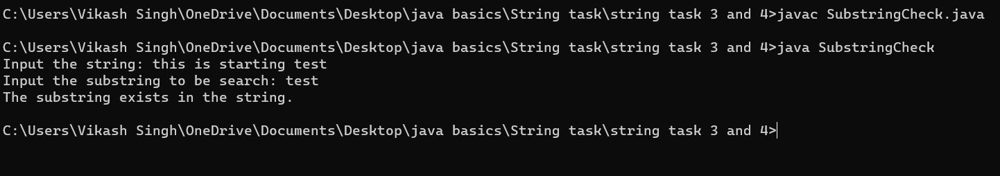 C:\Users\Vikash Singh\OneDrive\Documents\Desktop\java basics\String task\string task 3 and 4>javac SubstringCheck.java
C:\Users\Vikash Singh\OneDrive\Documents\Desktop\java basics\String task\string task 3 and 4>java SubstringCheck
Input the string: this is starting test
Input the substring to be search: test
The substring exists in the string.
C:\Users\Vikash Singh\OneDrive\Documents\Desktop\java basics\String task\string task 3 and 4>